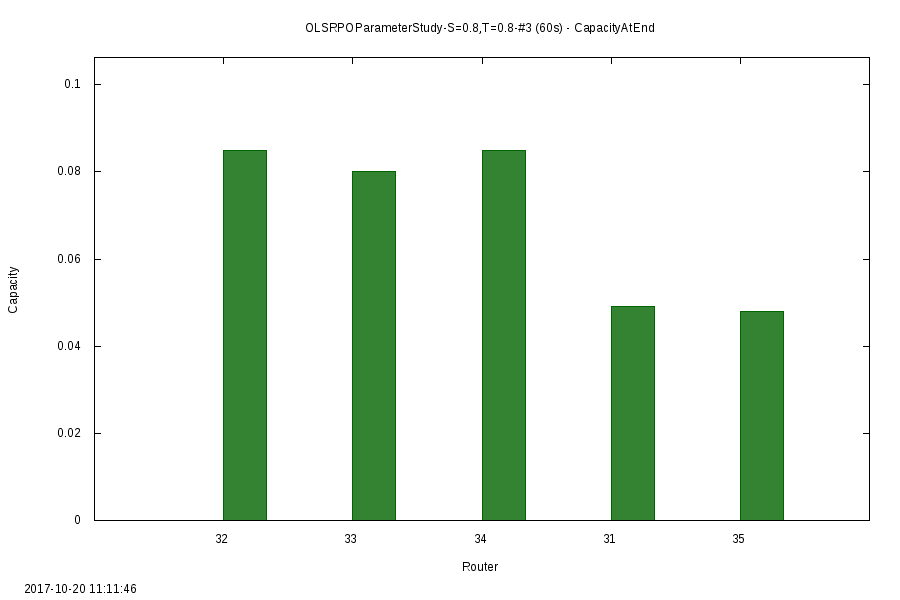 OLSRPOParameterStudy-S=0.8,T=0.8-#3 (60s) - CapacityAtEnd
0.1
0.08
0.06
0.04
0.02
0
Capacity
32 33 34 31 35
Router
2017-10-20 11:11:46